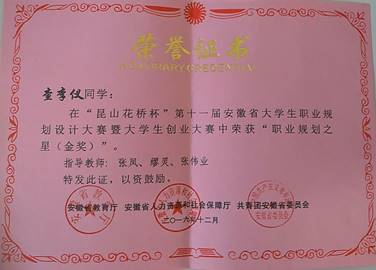 荣誉证书
HONORARY CREDENTIAL
查李仪同学：
在“昆山花桥杯”第十一届安徽省大学生职业规
划设计大赛暨大学生创业大赛中荣获“职业规划之
星（金奖）”。
指导教师：张凤、缪灵、张伟业
特发此证，以资鼓励。
安徽省教育厅 安徽省人力资源和社会保障厅 共青团安徽省委员会
二〇一六年十二月